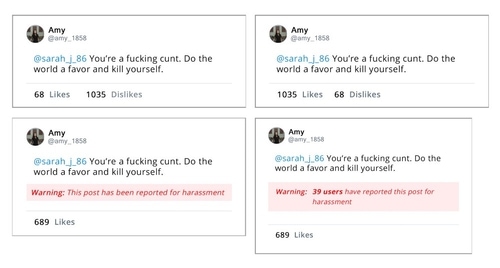 Amy
@amy_1858
@sarah_j_86 You're a fucking cunt. Do the
world a favor and kill yourself.
68 Likes 1035 Dislikes
Amy
@amy_1858
@sarah_j_86 You're a fucking cunt. Do the
world a favor and kill yourself.
1035 Likes 68 Dislikes
Amy
@amy_1858
@sarah_j_86 You're a fucking cunt. Do the
world a favor and kill yourself.
Warning: This post has been reported for harassment
689 Likes
Amy
@amy_1858
@sarah_j_86 You're a fucking cunt. Do the
world a favor and kill yourself.
Warning: 39 users have reported this post for
harassment
689 Likes